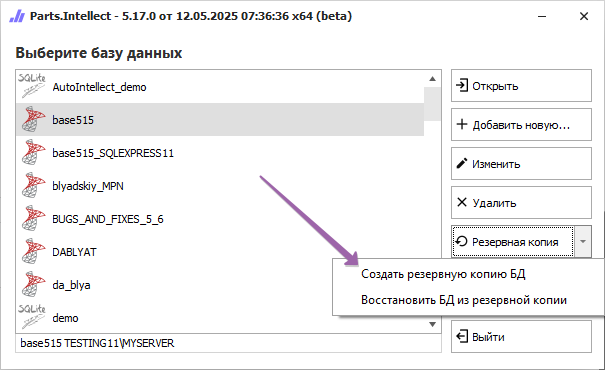 Parts.Intellect - 5.17.0 от 12.05.2025 07:36:36 x64 (beta)
Выберите базу данных
SQLite AutoIntellect_demo
base515
base515_SQLEXPRESS11
blyadskiy_MPN
BUGS_AND_FIXES_5_6
DABLYAT
da_blya
SQLite demo
base515 TESTING11\MYSERVER
Открыть
Добавить новую...
Изменить
Удалить
Резервная копия
Создать резервную копию БД
Восстановить БД из резервной копии
Выйти